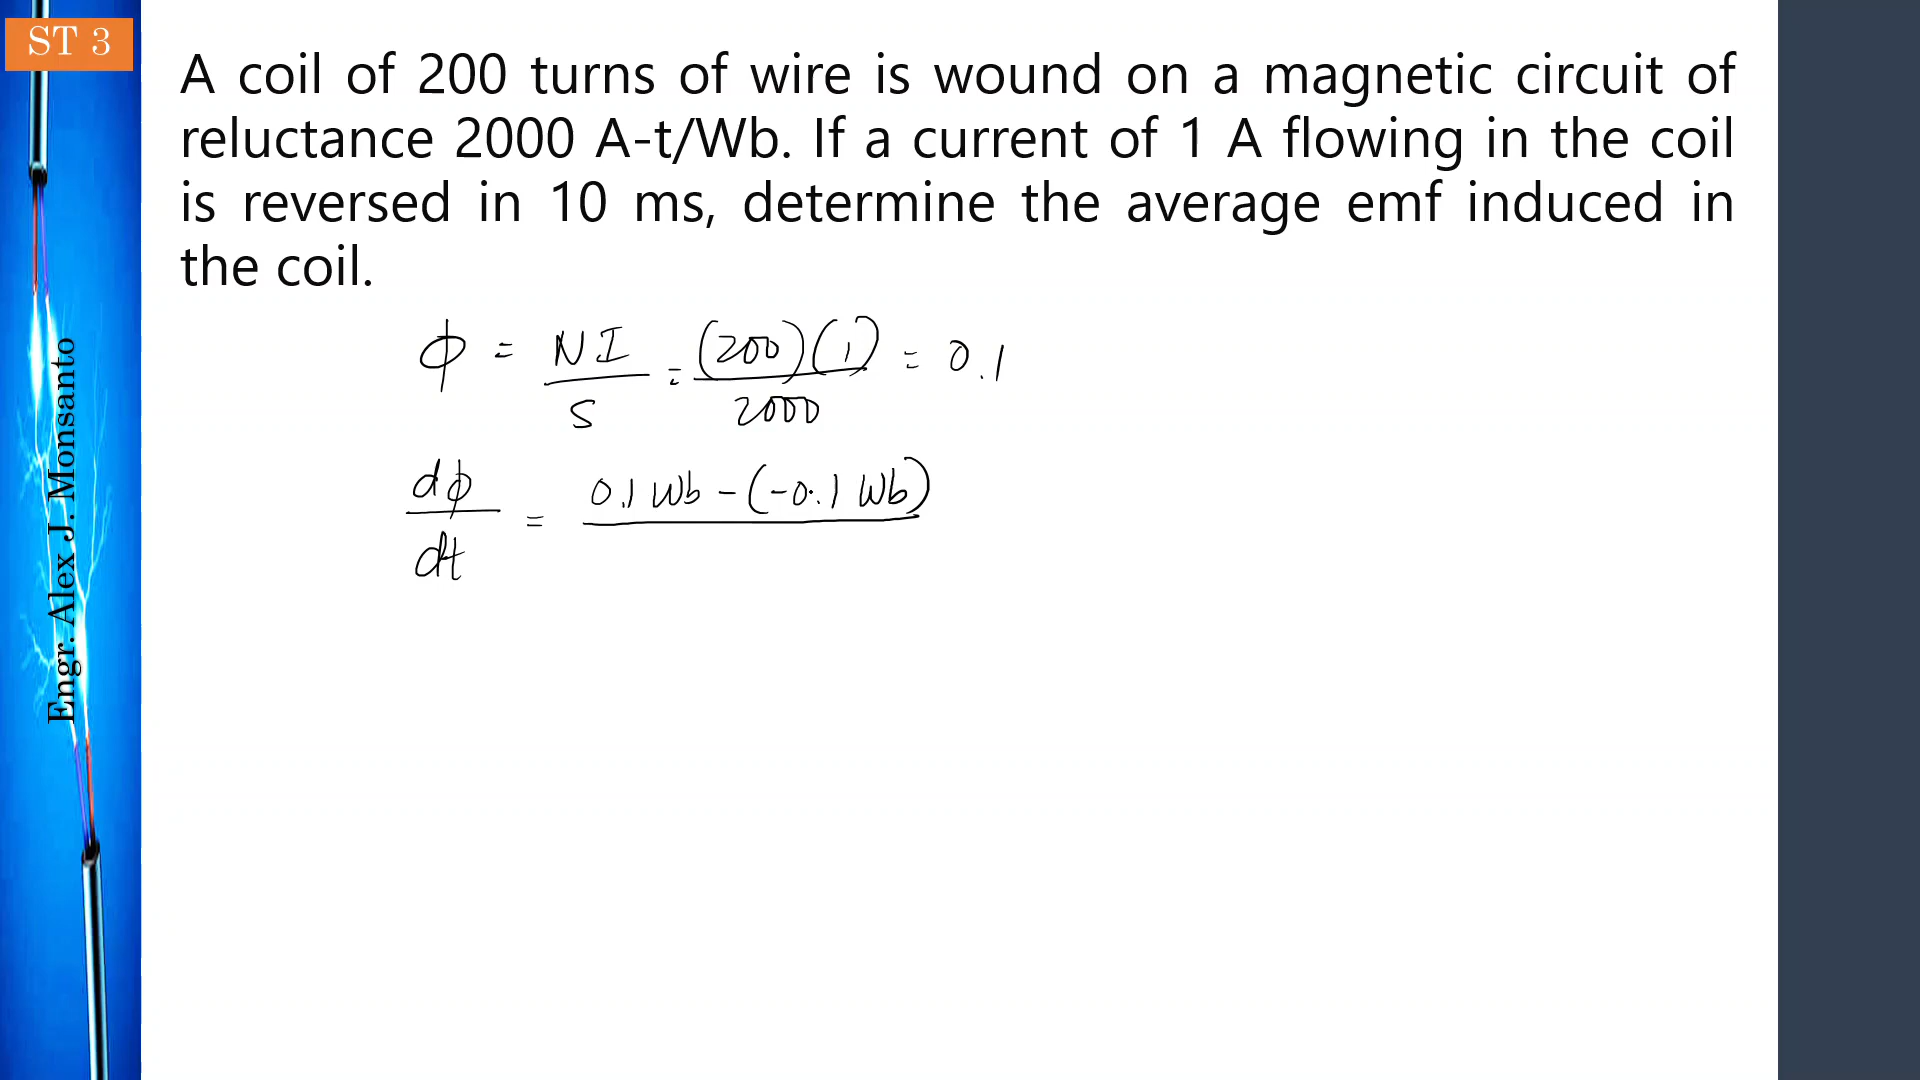 ST 3
A coil of 200 turns of wire is wound on a magnetic circuit of
reluctance 2000 A-t/Wb. If a current of 1 A flowing in the coil
is reversed in 10 ms, determine the average emf induced in
the coil.
ϕ = NI/S = (200)(1)/2000 = 0.1
dϕ/dt = 0.1 Wb - (-0.1 Wb)
Engr. Alex J. Monsanto